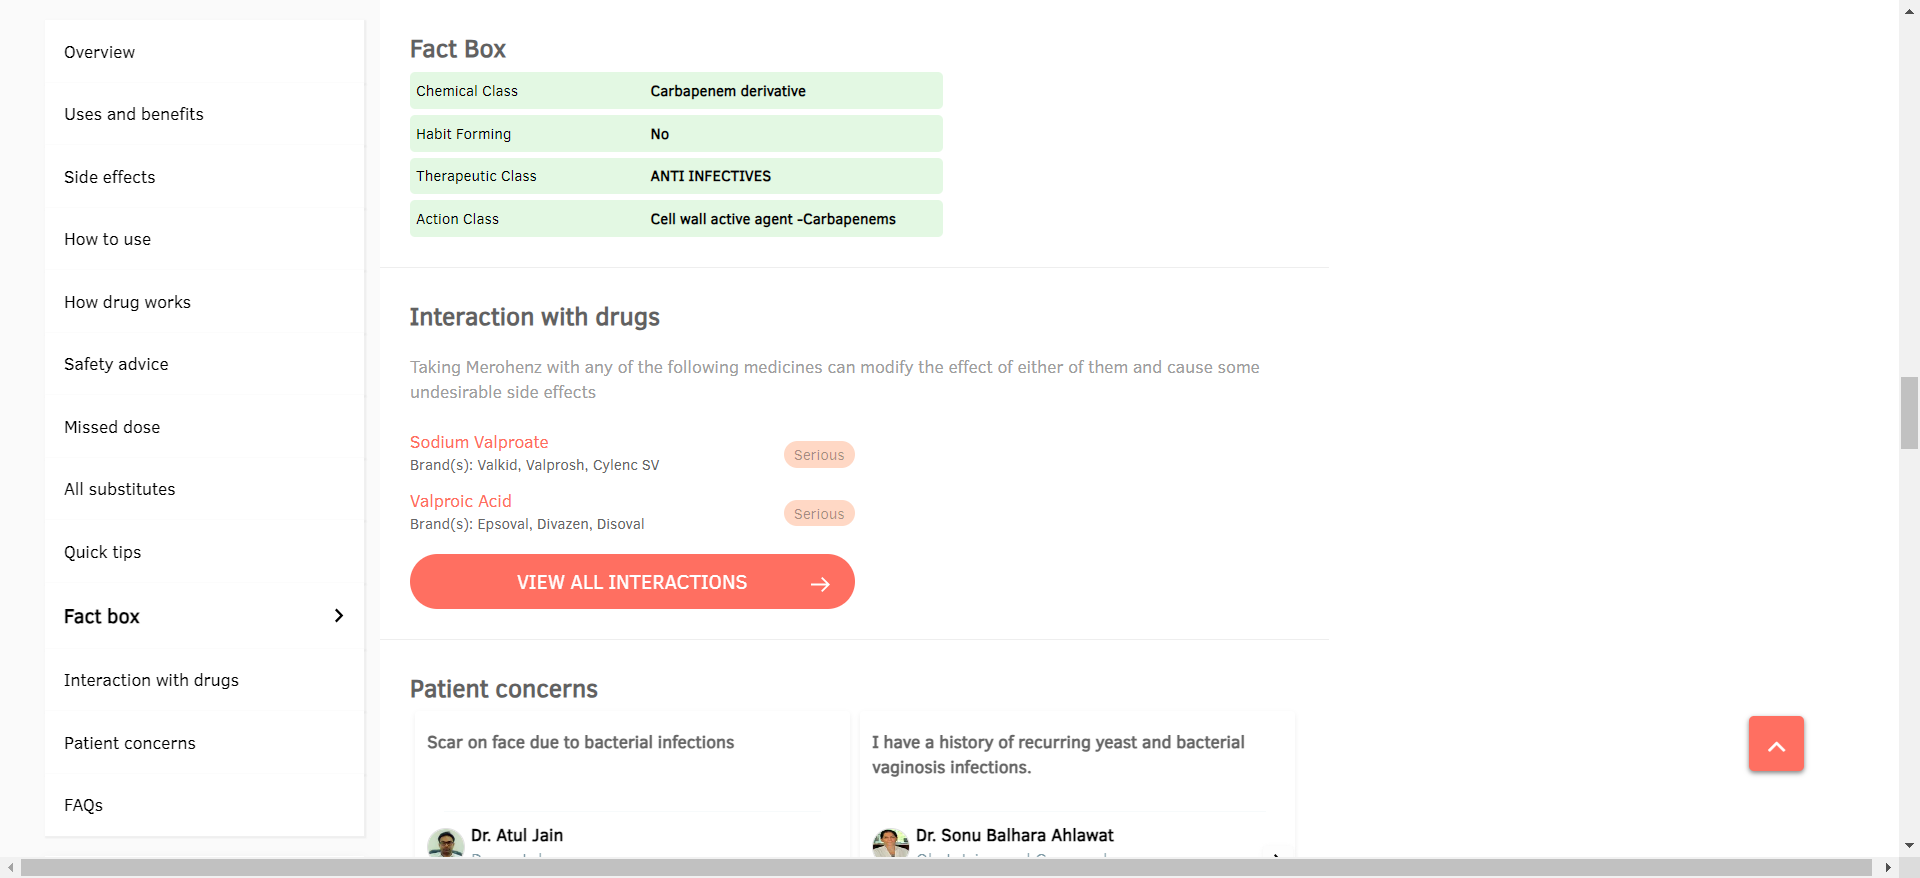 Overview
Uses and benefits
Side effects
How to use
How drug works
Safety advice
Missed dose
All substitutes
Quick tips
Fact box
Interaction with drugs
Patient concerns
FAQs
Fact Box
Chemical Class Carbapenem derivative
Habit Forming No
Therapeutic Class ANTI INFECTIVES
Action Class Cell wall active agent -Carbapenems
Interaction with drugs
Taking Merohenz with any of the following medicines can modify the effect of either of them and cause some
undesirable side effects
Sodium Valproate
Brand(s): Valkid, Valprosh, Cylenc SV
Serious
Valproic Acid
Brand(s): Epsoval, Divazen, Disoval
Serious
VIEW ALL INTERACTIONS
Patient concerns
Scar on face due to bacterial infections
Dr. Atul Jain
I have a history of recurring yeast and bacterial
vaginosis infections.
Dr. Sonu Balhara Ahlawat